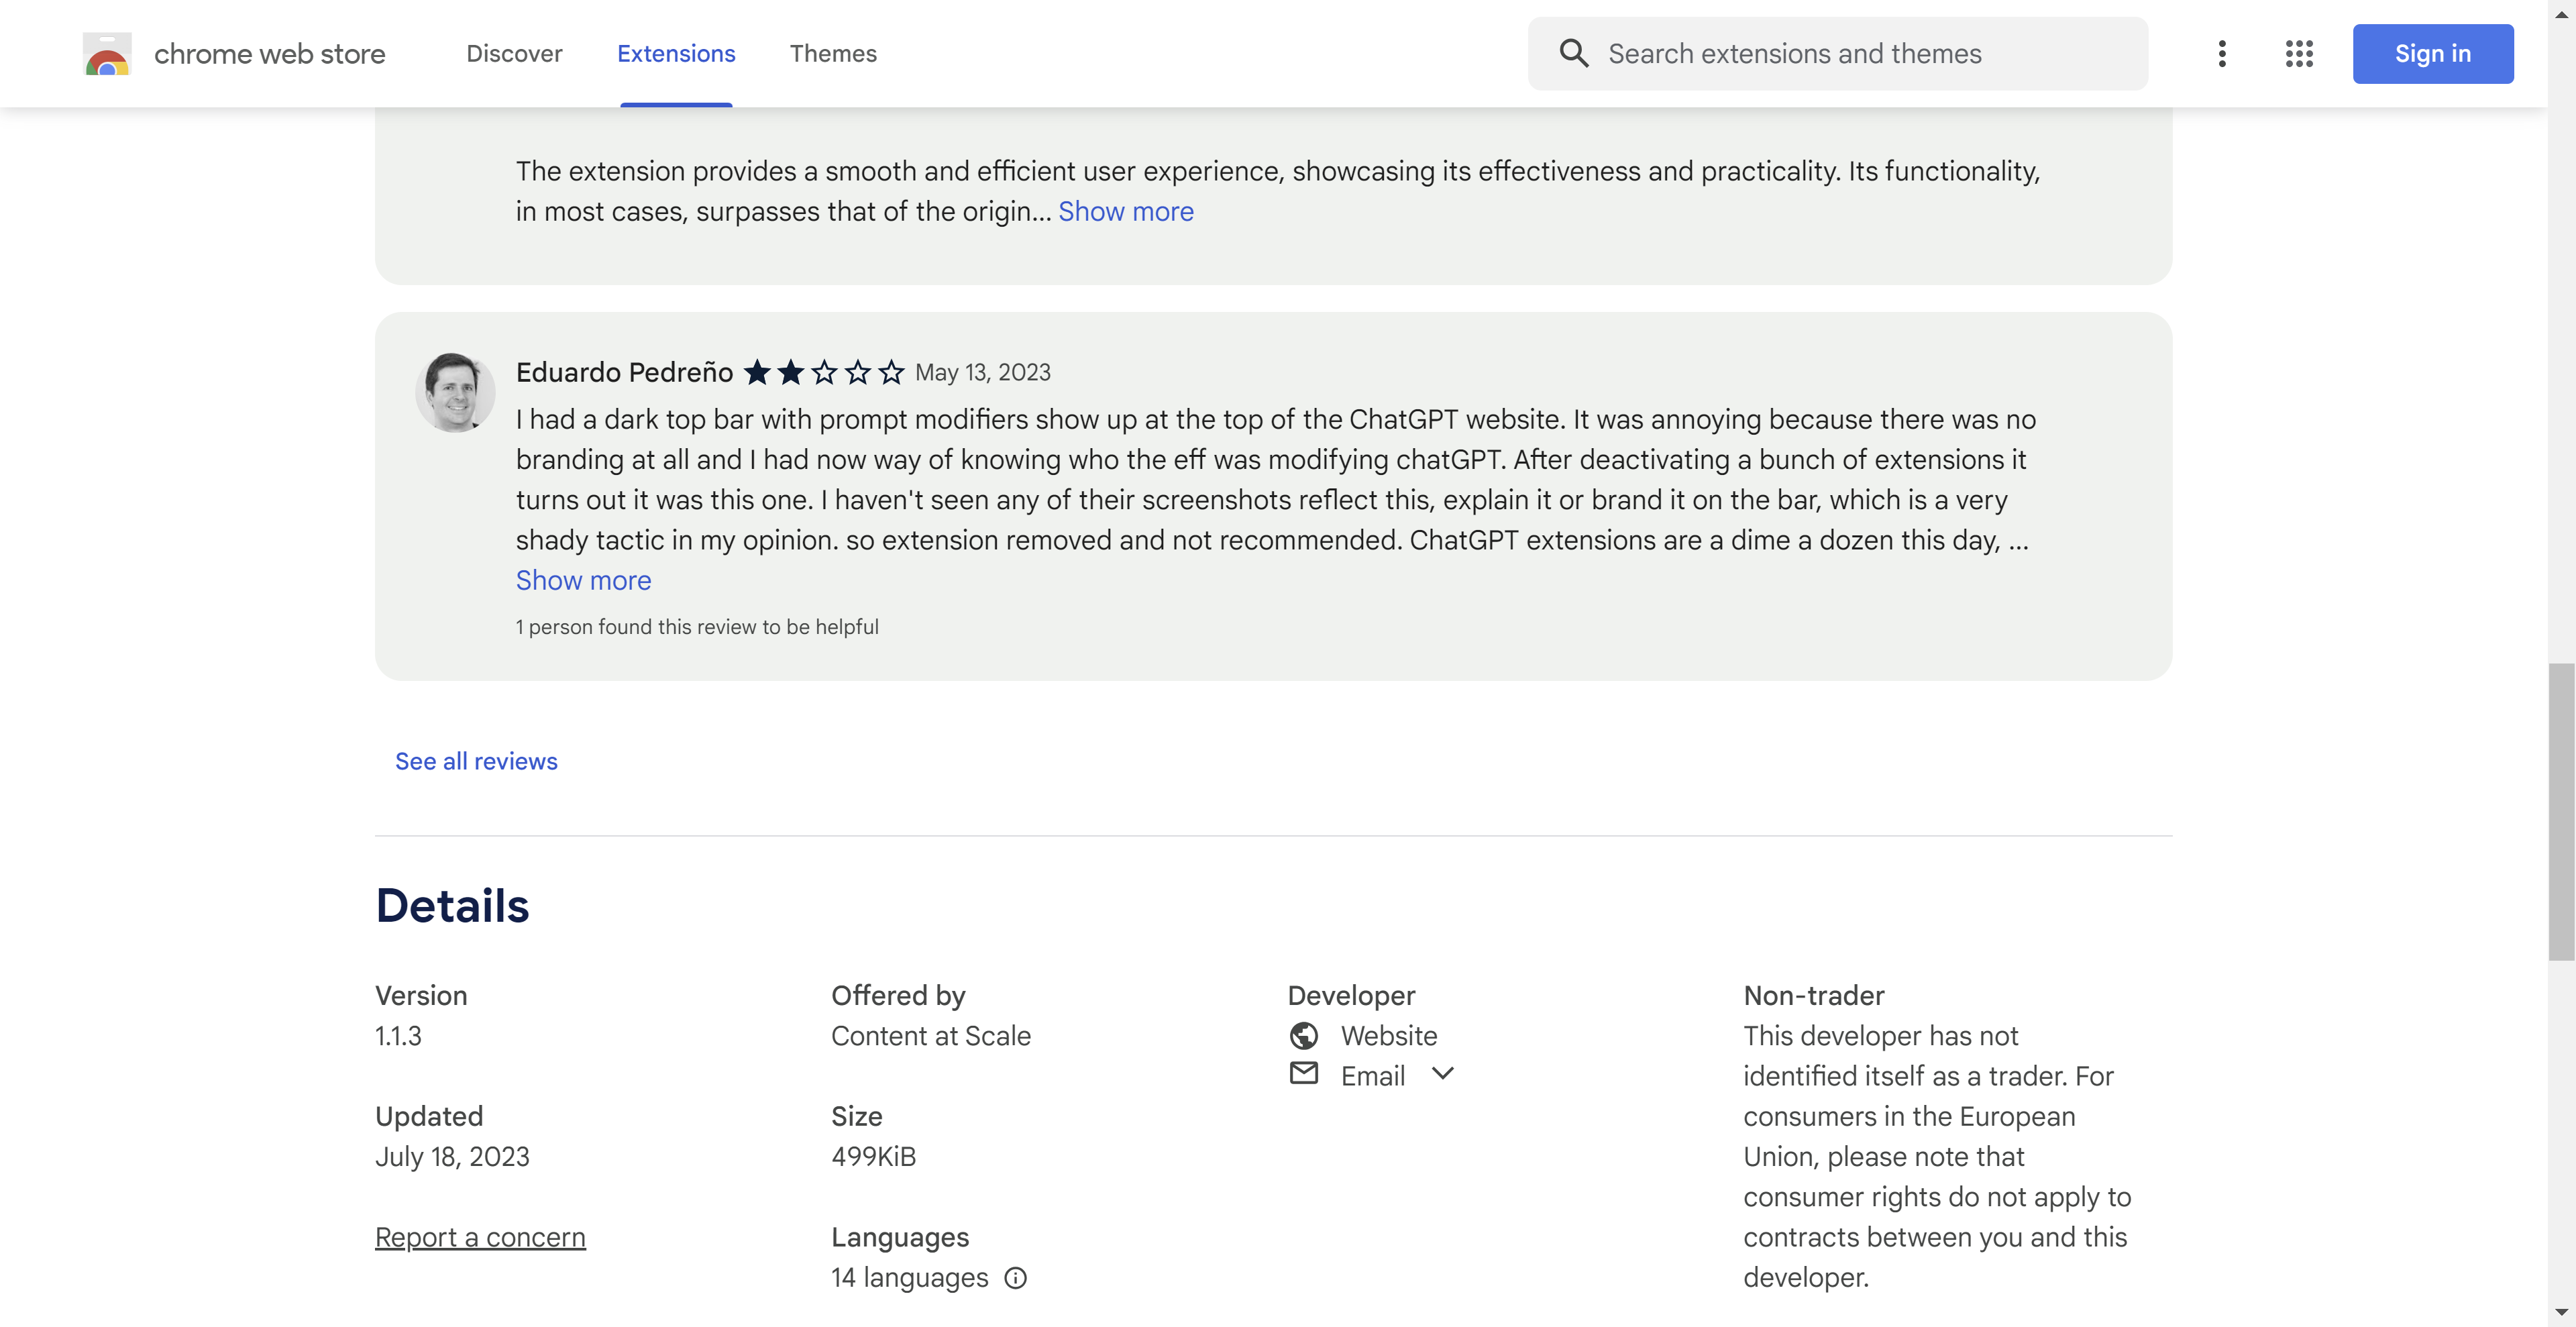 chrome web store
Discover
Extensions
Themes
Search extensions and themes
Sign in
The extension provides a smooth and efficient user experience, showcasing its effectiveness and practicality. Its functionality,
in most cases, surpasses that of the origin... Show more
Eduardo Pedreño
May 13, 2023
I had a dark top bar with prompt modifiers show up at the top of the ChatGPT website. It was annoying because there was no
branding at all and I had now way of knowing who the eff was modifying chatGPT. After deactivating a bunch of extensions it
turns out it was this one. I haven't seen any of their screenshots reflect this, explain it or brand it on the bar, which is a very
shady tactic in my opinion. so extension removed and not recommended. ChatGPT extensions are a dime a dozen this day, ...
Show more
1 person found this review to be helpful
See all reviews
Details
Version
1.1.3
Updated
July 18, 2023
Report a concern
Offered by
Content at Scale
Size
499KiB
Languages
14 languages
Developer
Website
Email
Non-trader
This developer has not
identified itself as a trader. For
consumers in the European
Union, please note that
consumer rights do not apply to
contracts between you and this
developer.